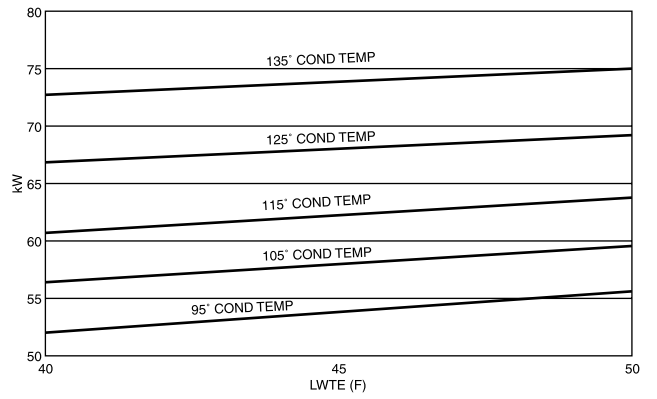 80
135° COND TEMP
75
125° COND TEMP
70
65
115° COND TEMP
kW
60
105° COND TEMP
55
95° COND TEMP
50
40 45 50
LWTE (F)